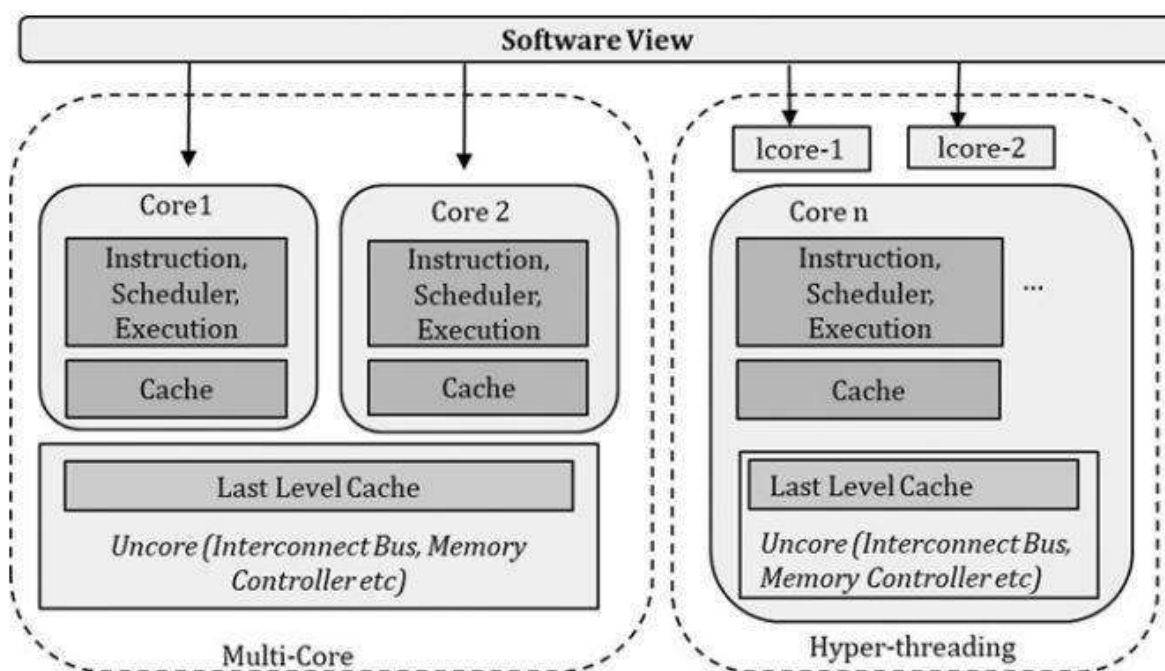 Software View
lcore-1
lcore-2
Core1
Instruction,
Scheduler,
Execution
Cache
Core 2
Instruction,
Scheduler,
Execution
Cache
Last Level Cache
Uncore (Interconnect Bus, Memory
Controller etc)
Multi-Core
Core n
Instruction,
Scheduler,
Execution
...
Cache
Last Level Cache
Uncore (Interconnect Bus,
Memory Controller etc)
Hyper-threading